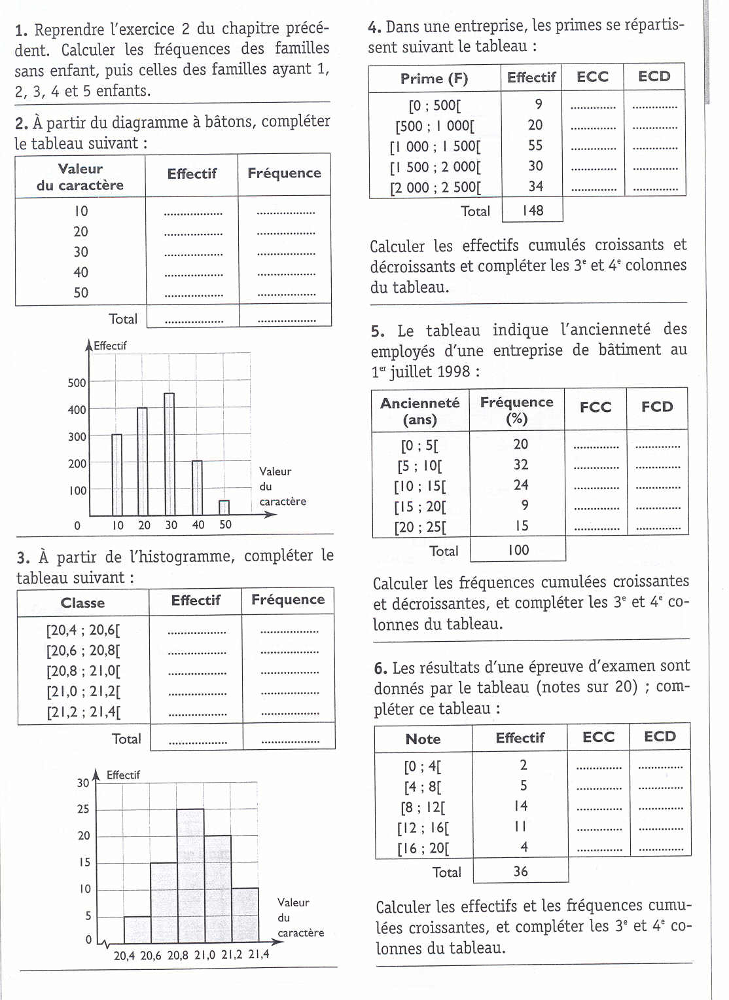 1. Reprendre l'exercice 2 du chapitre précé-
dent. Calculer les fréquences des familles
sans enfant, puis celles des familles ayant 1,
2, 3, 4 et 5 enfants.
2. À partir du diagramme à bâtons, compléter
le tableau suivant :
Valeur
du caractère
Effectif
Fréquence
10 .................. ..................
20 .................. ..................
30 .................. ..................
40 .................. ..................
50 .................. ..................
Total .................. ..................
Effectif
500
400
300
200
100
0
10 20 30 40 50
Valeur
du
caractère
3. À partir de l'histogramme, compléter le
tableau suivant :
Classe Effectif Fréquence
[20,4 ; 20,6[ .................. ..................
[20,6 ; 20,8[ .................. ..................
[20,8 ; 21,0[ .................. ..................
[21,0 ; 21,2[ .................. ..................
[21,2 ; 21,4[ .................. ..................
Total .................. ..................
Effectif
30
25
20
15
10
5
0
20,4 20,6 20,8 21,0 21,2 21,4
Valeur
du
caractère
4. Dans une entreprise, les primes se répartis-
sent suivant le tableau :
Prime (F) Effectif ECC ECD
[0 ; 500[ 9 .............. ..............
[500 ; 1 000[ 20 .............. ..............
[1 000 ; 1 500[ 55 .............. ..............
[1 500 ; 2 000[ 30 .............. ..............
[2 000 ; 2 500[ 34 .............. ..............
Total 148
Calculer les effectifs cumulés croissants et
décroissants et compléter les 3e et 4e colonnes
du tableau.
5. Le tableau indique l'ancienneté des
employés d'une entreprise de bâtiment au
1er juillet 1998 :
Ancienneté
(ans)
Fréquence
(%)
FCC
FCD
[0 ; 5[ 20 .............. ..............
[5 ; 10[ 32 .............. ..............
[10 ; 15[ 24 .............. ..............
[15 ; 20[ 9 .............. ..............
[20 ; 25[ 15 .............. ..............
Total 100
Calculer les fréquences cumulées croissantes
et décroissantes, et compléter les 3e et 4e co-
lonnes du tableau.
6. Les résultats d'une épreuve d'examen sont
donnés par le tableau (notes sur 20) ; com-
pléter ce tableau :
Note Effectif ECC ECD
[0 ; 4[ 2 .............. ..............
[4 ; 8[ 5 .............. ..............
[8 ; 12[ 14 .............. ..............
[12 ; 16[ 11 .............. ..............
[16 ; 20[ 4 .............. ..............
Total 36
Calculer les effectifs et les fréquences cumu-
lées croissantes, et compléter les 3e et 4e co-
lonnes du tableau.